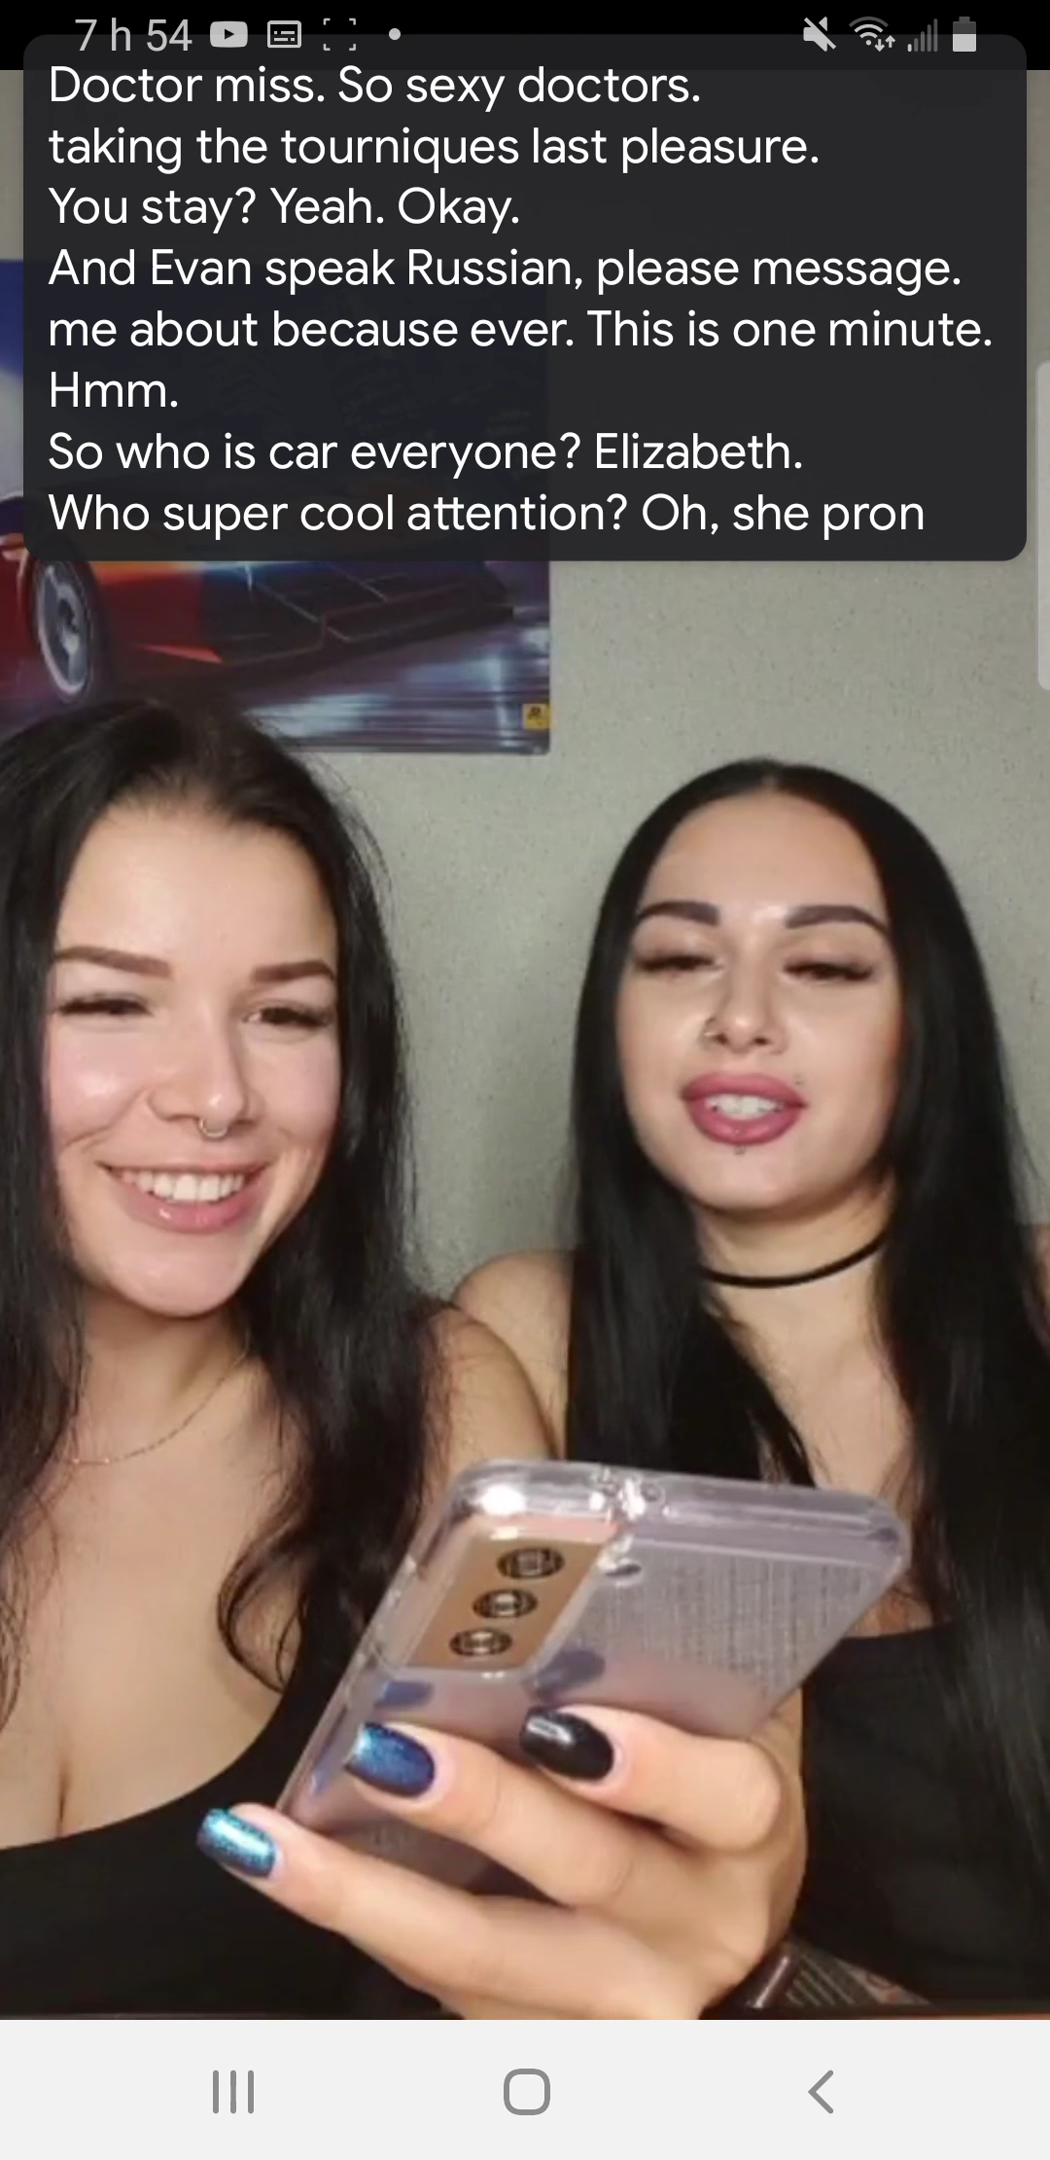 7 h 54
Doctor miss. So sexy doctors.
taking the tourniques last pleasure.
You stay? Yeah. Okay.
And Evan speak Russian, please message.
me about because ever. This is one minute.
Hmm.
So who is car everyone? Elizabeth.
Who super cool attention? Oh, she pron